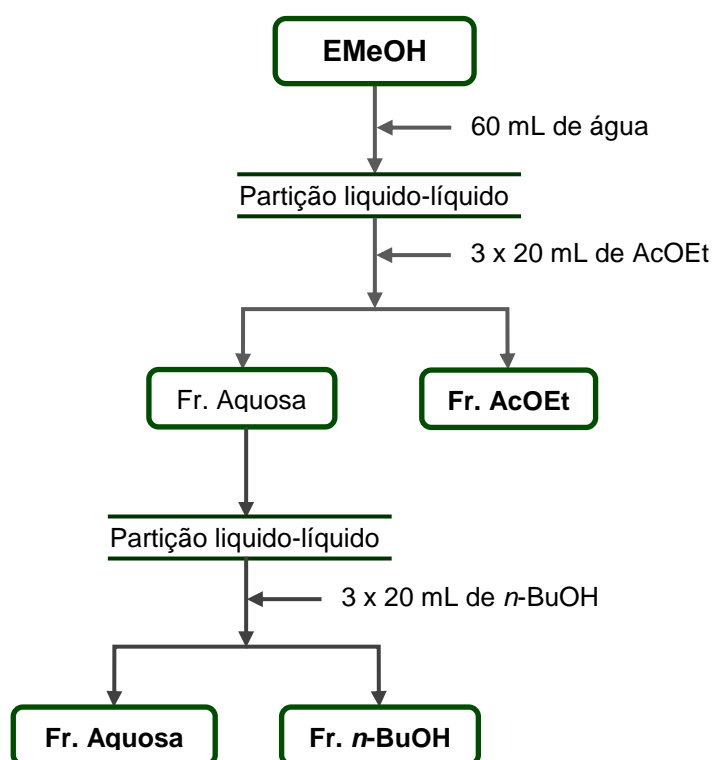 EMeOH
60 mL de água
Partição liquido-líquido
3 x 20 mL de AcOEt
Fr. Aquosa
Fr. AcOEt
Partição liquido-líquido
3 x 20 mL de n-BuOH
Fr. Aquosa
Fr. n-BuOH